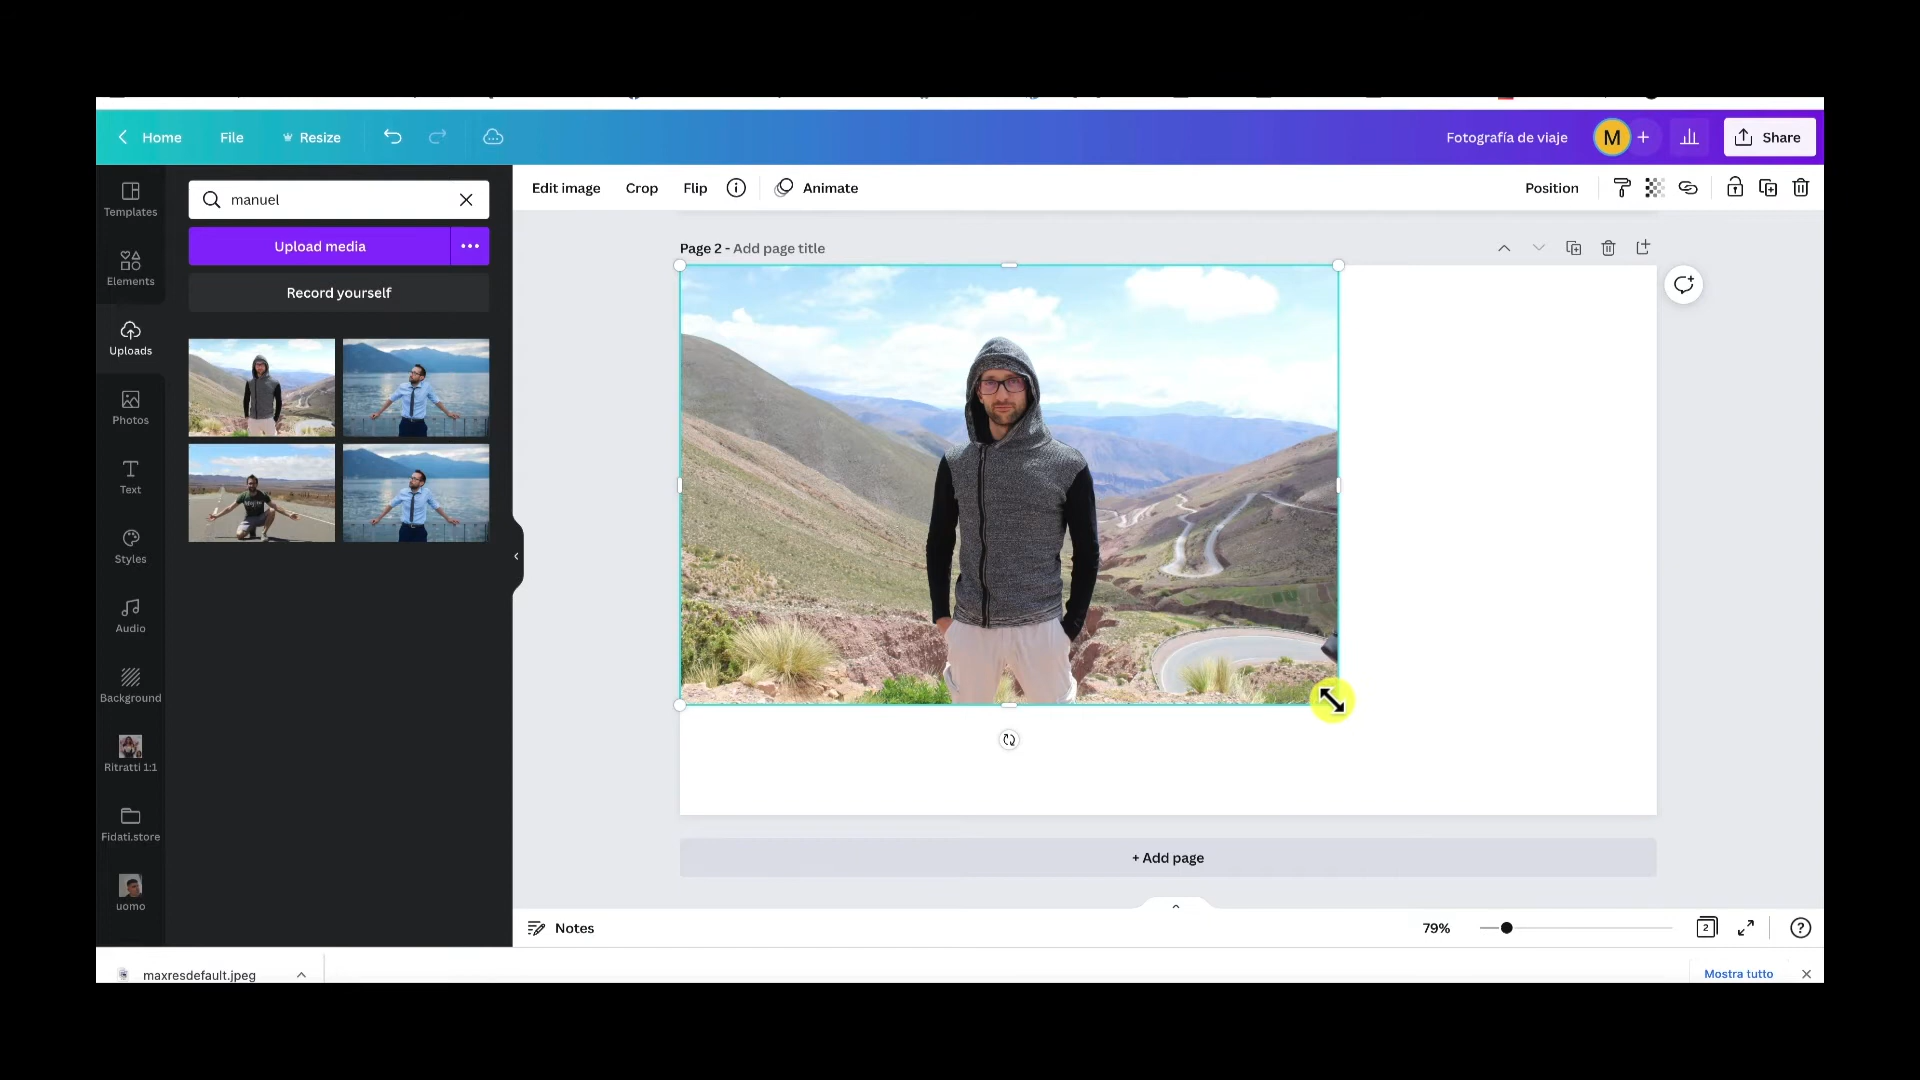 Home File Resize Fotografía de viaje M + Share
Templates
Elements
Uploads
Photos
Text
Styles
Audio
Background
Ritratti 1:1
Fidati.store
uomo
manuel
Upload media
Record yourself
Edit image Crop Flip Animate Position
Page 2 - Add page title
+ Add page
Notes 79% 2 ?
maxresdefault.jpeg Mostra tutto